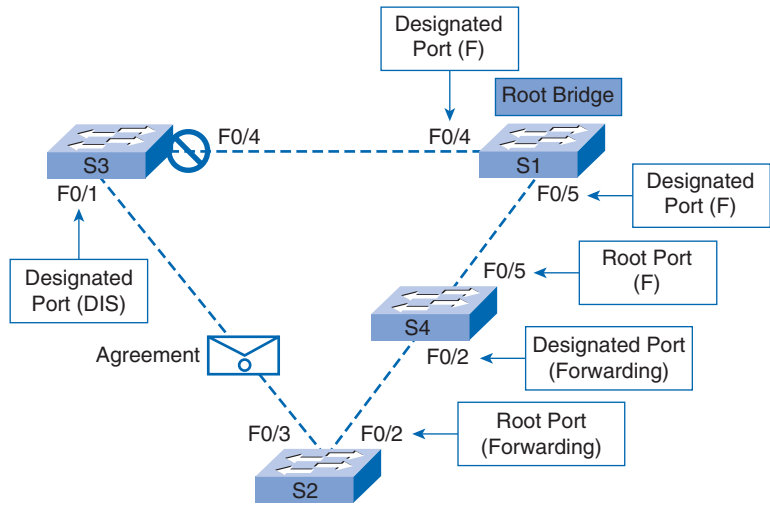 Designated
Port (F)
Root Bridge
F0/4
F0/4
S3
S1
F0/1
F0/5
Designated
Port (F)
Designated
Port (DIS)
F0/5
Root Port
(F)
S4
Agreement
F0/2
Designated Port
(Forwarding)
F0/3
F0/2
Root Port
(Forwarding)
S2